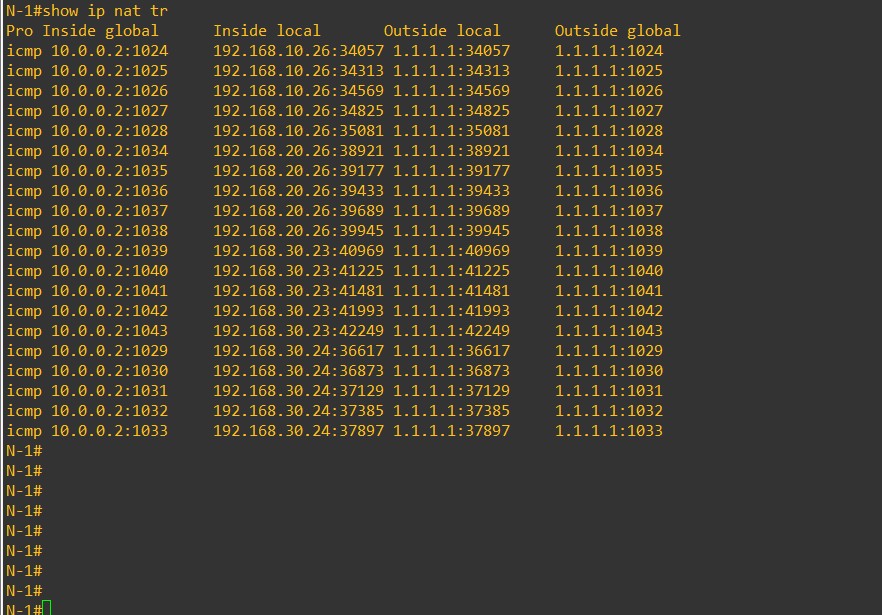 N-1#show ip nat tr
Pro Inside global      Inside local       Outside local      Outside global
icmp 10.0.0.2:1024     192.168.10.26:34057 1.1.1.1:34057     1.1.1.1:1024
icmp 10.0.0.2:1025     192.168.10.26:34313 1.1.1.1:34313     1.1.1.1:1025
icmp 10.0.0.2:1026     192.168.10.26:34569 1.1.1.1:34569     1.1.1.1:1026
icmp 10.0.0.2:1027     192.168.10.26:34825 1.1.1.1:34825     1.1.1.1:1027
icmp 10.0.0.2:1028     192.168.10.26:35081 1.1.1.1:35081     1.1.1.1:1028
icmp 10.0.0.2:1034     192.168.20.26:38921 1.1.1.1:38921     1.1.1.1:1034
icmp 10.0.0.2:1035     192.168.20.26:39177 1.1.1.1:39177     1.1.1.1:1035
icmp 10.0.0.2:1036     192.168.20.26:39433 1.1.1.1:39433     1.1.1.1:1036
icmp 10.0.0.2:1037     192.168.20.26:39689 1.1.1.1:39689     1.1.1.1:1037
icmp 10.0.0.2:1038     192.168.20.26:39945 1.1.1.1:39945     1.1.1.1:1038
icmp 10.0.0.2:1039     192.168.30.23:40969 1.1.1.1:40969     1.1.1.1:1039
icmp 10.0.0.2:1040     192.168.30.23:41225 1.1.1.1:41225     1.1.1.1:1040
icmp 10.0.0.2:1041     192.168.30.23:41481 1.1.1.1:41481     1.1.1.1:1041
icmp 10.0.0.2:1042     192.168.30.23:41993 1.1.1.1:41993     1.1.1.1:1042
icmp 10.0.0.2:1043     192.168.30.23:42249 1.1.1.1:42249     1.1.1.1:1043
icmp 10.0.0.2:1029     192.168.30.24:36617 1.1.1.1:36617     1.1.1.1:1029
icmp 10.0.0.2:1030     192.168.30.24:36873 1.1.1.1:36873     1.1.1.1:1030
icmp 10.0.0.2:1031     192.168.30.24:37129 1.1.1.1:37129     1.1.1.1:1031
icmp 10.0.0.2:1032     192.168.30.24:37385 1.1.1.1:37385     1.1.1.1:1032
icmp 10.0.0.2:1033     192.168.30.24:37897 1.1.1.1:37897     1.1.1.1:1033
N-1#
N-1#
N-1#
N-1#
N-1#
N-1#
N-1#
N-1#
N-1#